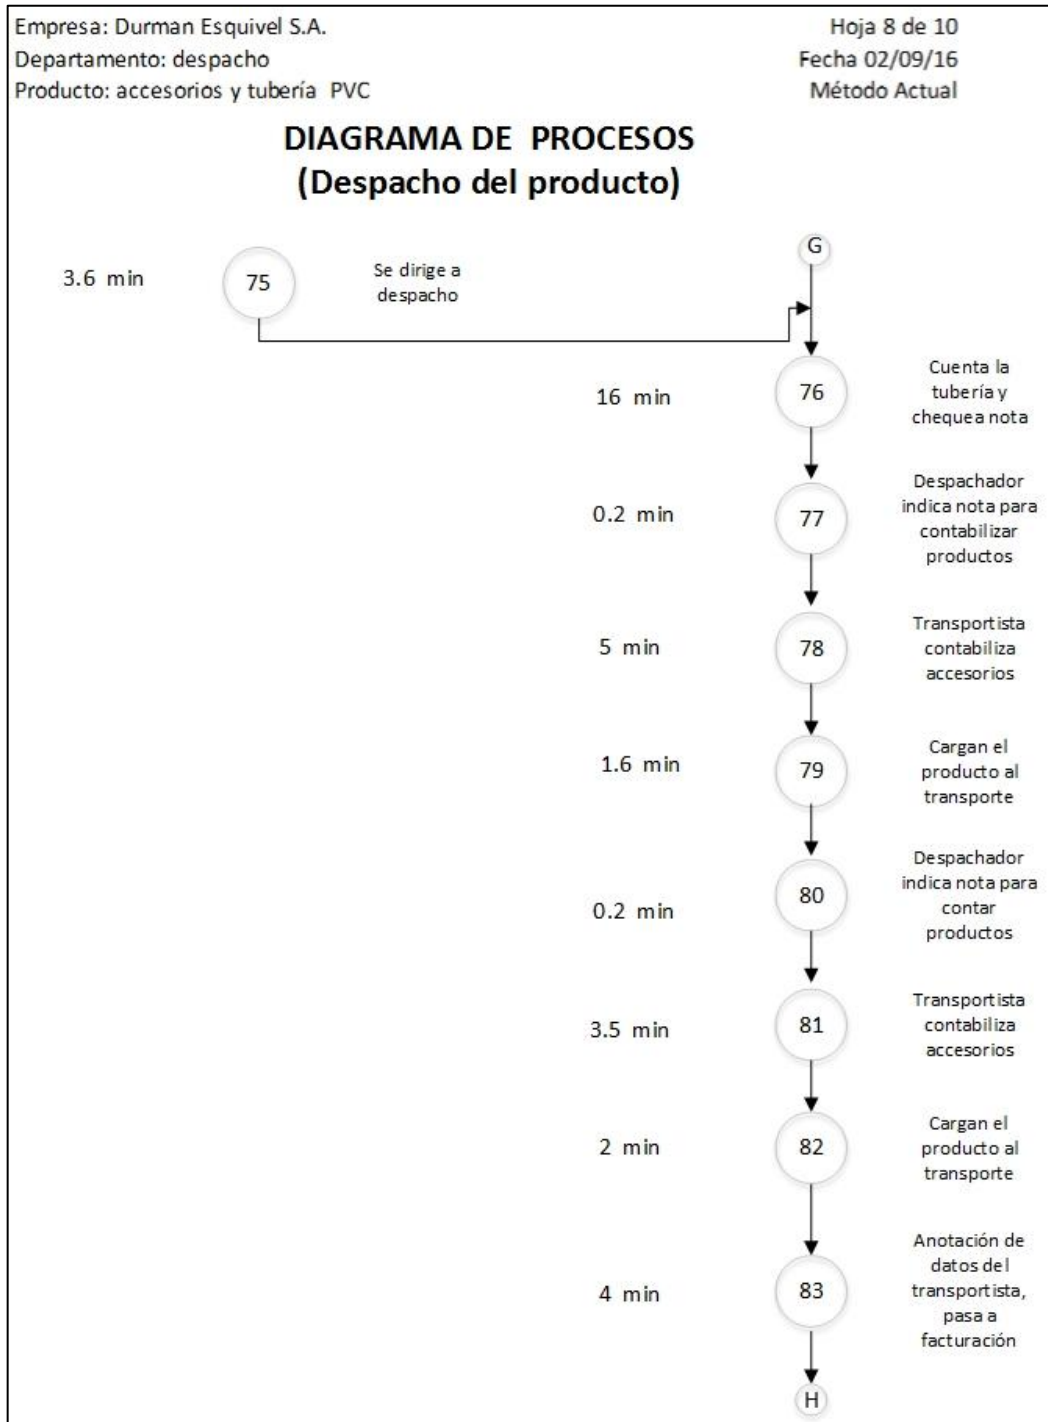 Empresa: Durman Esquivel S.A.
Hoja 8 de 10
Departamento: despacho
Fecha 02/09/16
Producto: accesorios y tubería PVC
Método Actual
DIAGRAMA DE PROCESOS
(Despacho del producto)
G
3.6 min
75
Se dirige a
despacho
16 min
76
Cuenta la
tubería y
chequea nota
0.2 min
77
Despachador
indica nota para
contabilizar
productos
5 min
78
Transportista
contabiliza
accesorios
1.6 min
79
Cargan el
producto al
transporte
0.2 min
80
Despachador
indica nota para
contar
productos
3.5 min
81
Transportista
contabiliza
accesorios
2 min
82
Cargan el
producto al
transporte
4 min
83
Anotación de
datos del
transportista,
pasa a
facturación
H